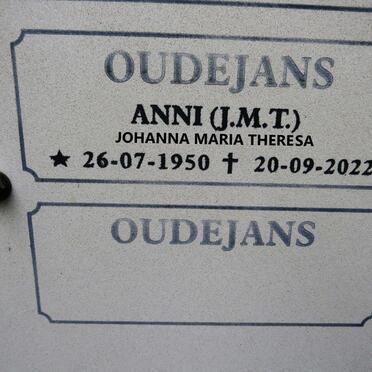 OUDEJANS
ANNI (J.M.T.)
JOHANNA MARIA THERESA
★ 26-07-1950 ✝ 20-09-2022
OUDEJANS